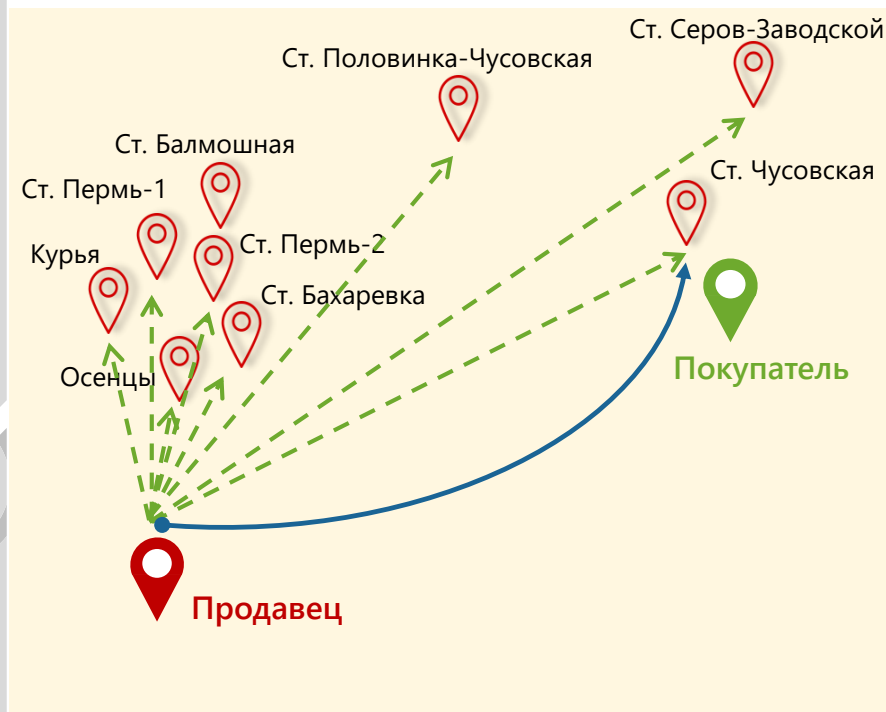 Ст. Серов-Заводской
Ст. Половинка-Чусовская
Ст. Балмошная
Ст. Чусовская
Ст. Пермь-1
Ст. Пермь-2
Курья
Ст. Бахаревка
Осенцы
Покупатель
Продавец